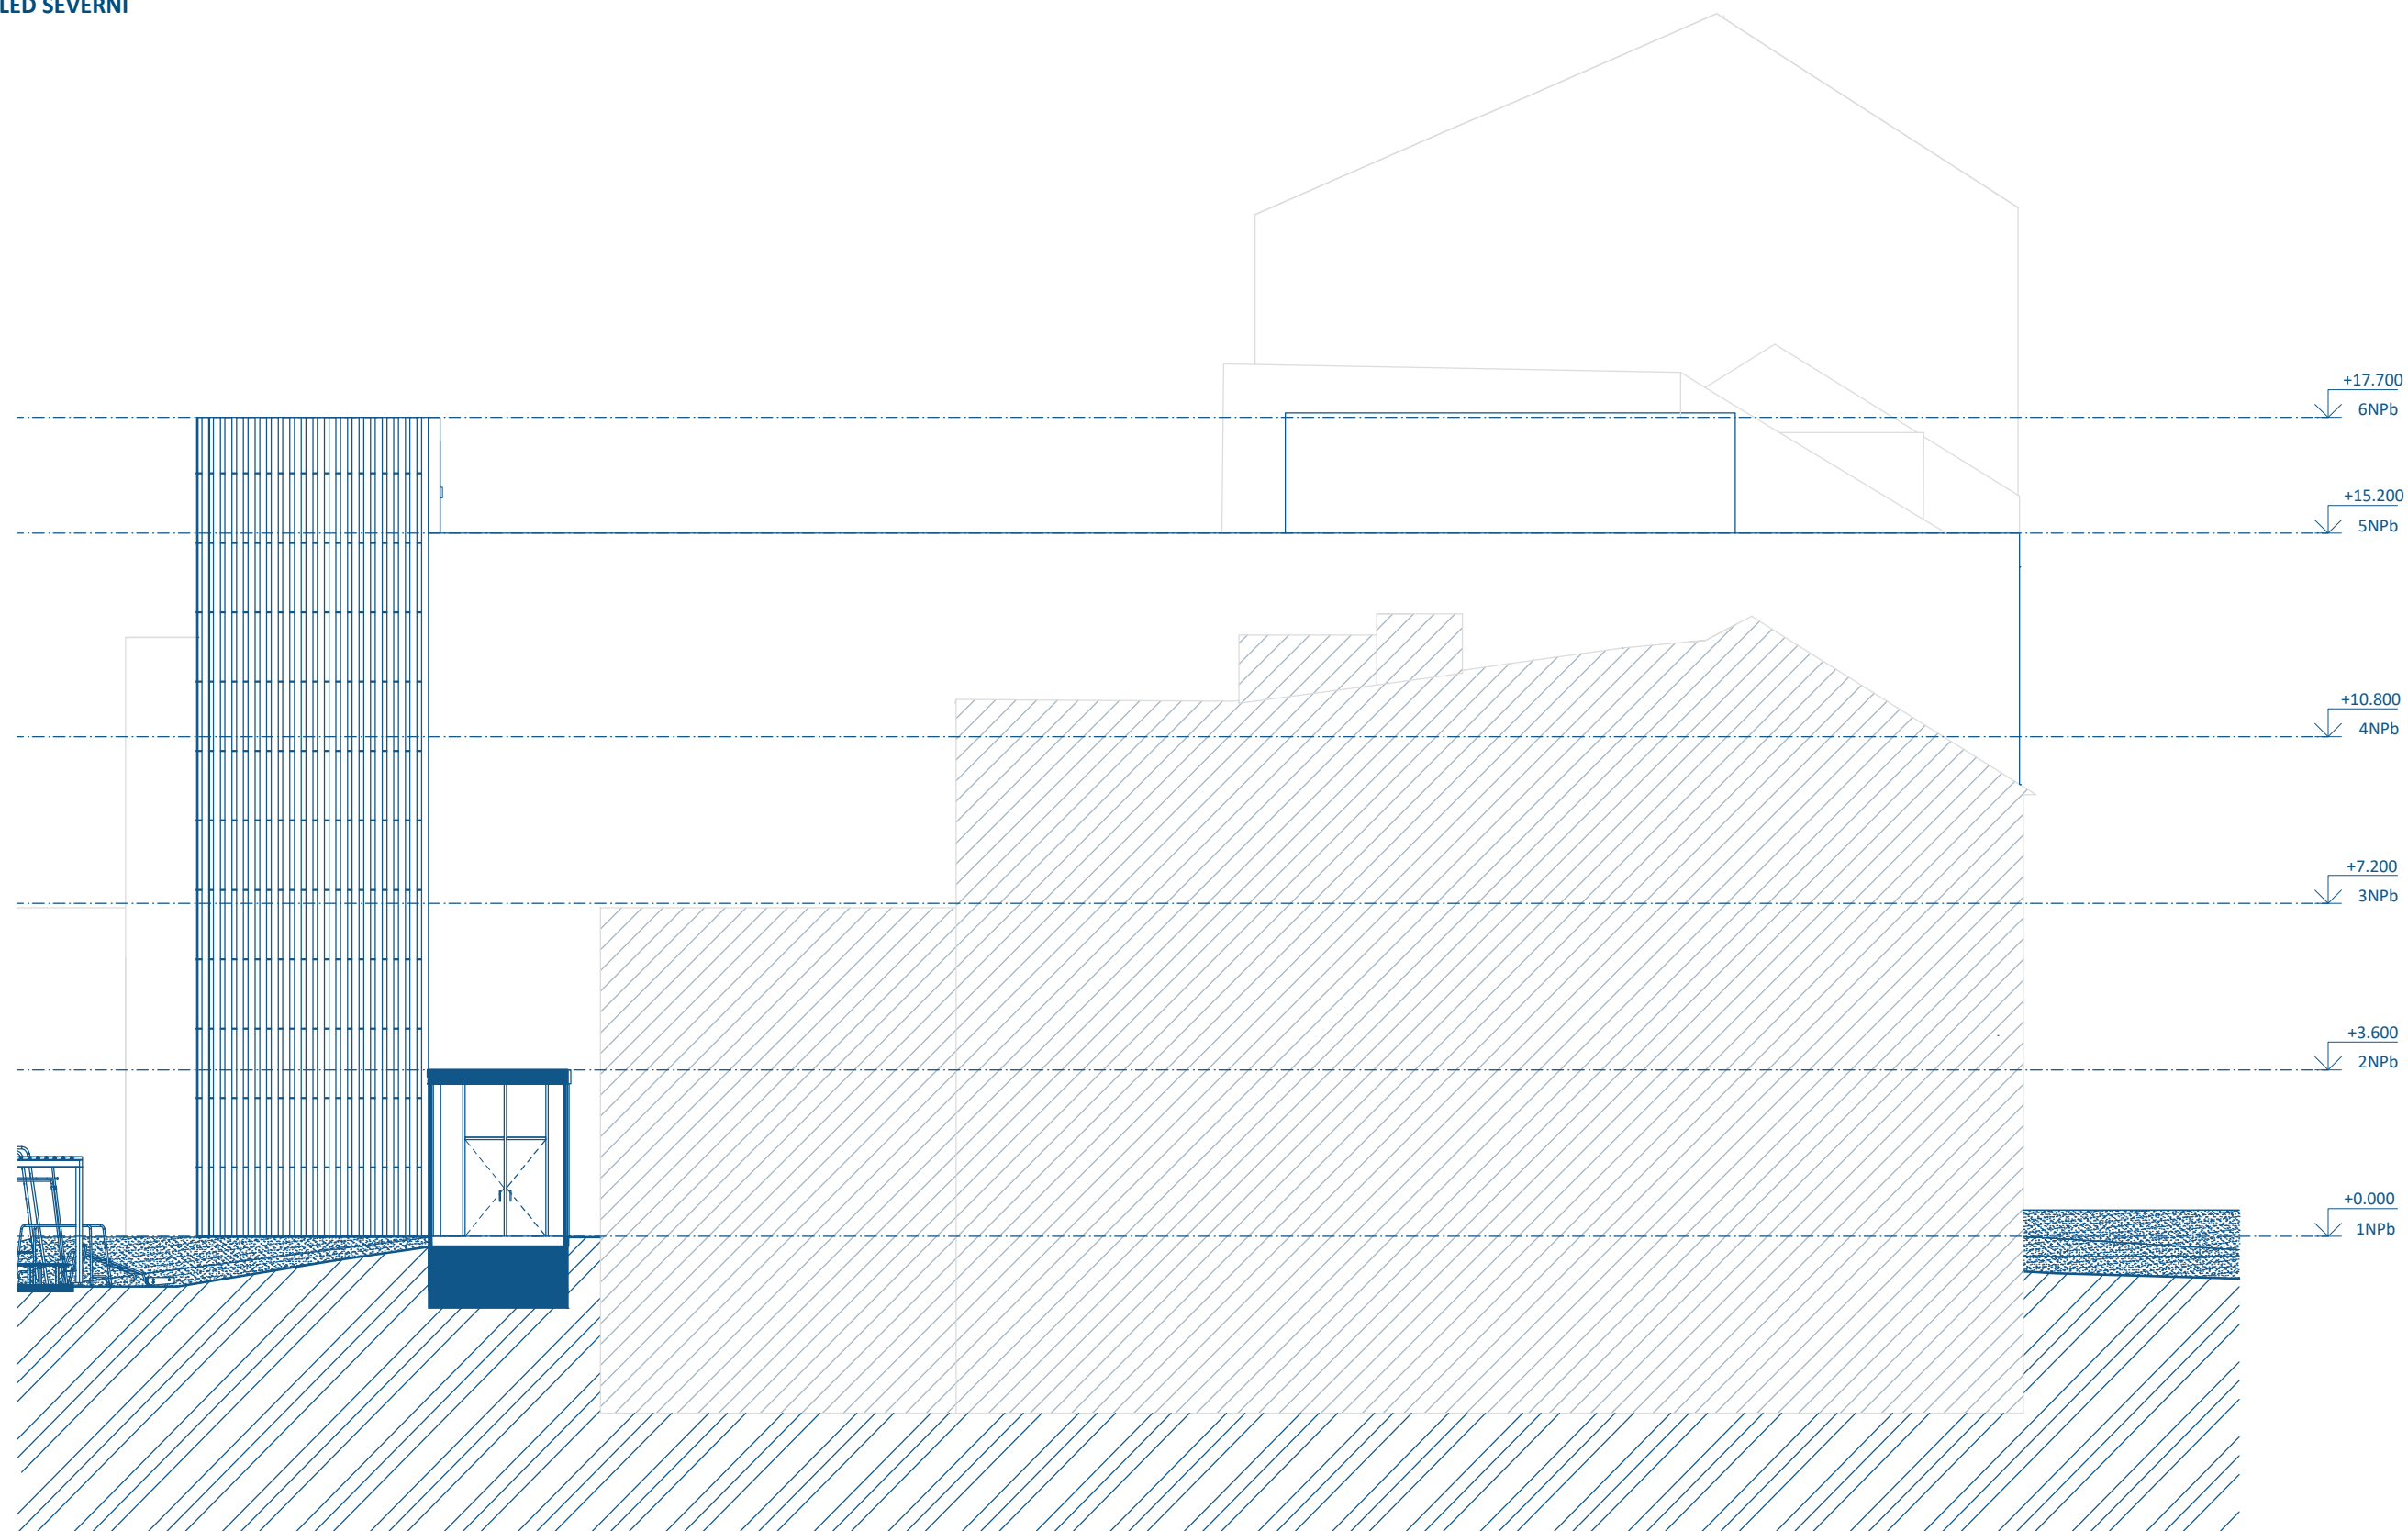 LED SEVERNÍ
+17.700
6NPb
+15.200
5NPb
+10.800
4NPb
+7.200
3NPb
+3.600
2NPb
+0.000
1NPb